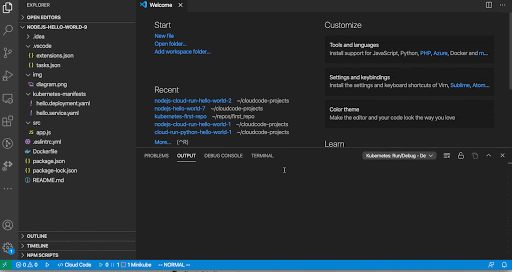 EXPLORER
OPEN EDITORS
NODEJS-HELLO-WORLD-9
.idea
.vscode
extensions.json
tasks.json
img
diagram.png
kubernetes-manifests
hello.deployment.yaml
hello.service.yaml
src
app.js
.eslintrc.yml
Dockerfile
package.json
package-lock.json
README.md
OUTLINE
TIMELINE
NPM SCRIPTS
Welcome
Start
New file
Open folder...
Add workspace folder...
Recent
nodejs-cloud-run-hello-world-2 ~/cloudcode-projects
nodejs-hello-world-7 ~/cloudcode-projects
kubernetes-first-repo ~/repos/first_repo
nodejs-cloud-run-hello-world-1 ~/cloudcode-projects
cloud-run-python-hello-world-1 ~/cloudcode-projects
More... (^R)
Customize
Tools and languages
Install support for JavaScript, Python, PHP, Azure, Docker and m...
Settings and keybindings
Install the settings and keyboard shortcuts of Vim, Sublime, Atom...
Color theme
Make the editor and your code look the way you love
Learn
PROBLEMS OUTPUT DEBUG CONSOLE TERMINAL
Kubernetes: Run/Debug - De
1
0 0 Cloud Code 0 1 1 Minikube -- NORMAL --